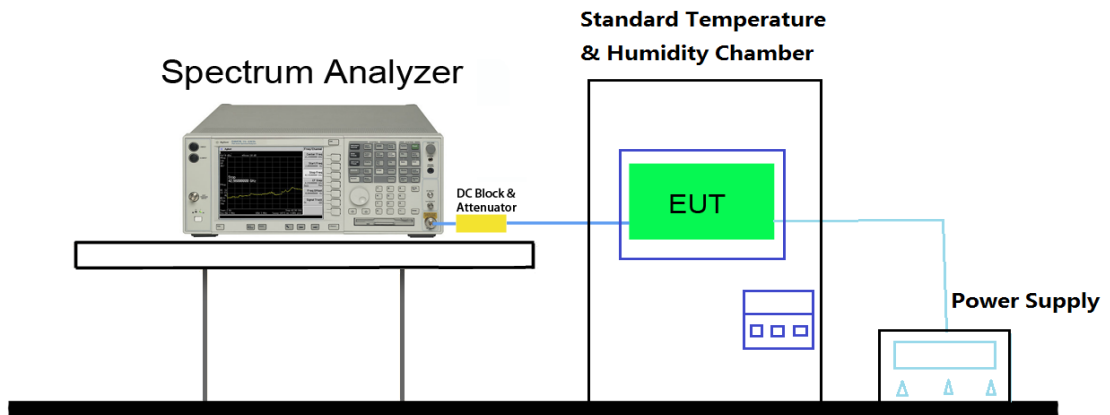 Standard Temperature
& Humidity Chamber
Spectrum Analyzer
DC Block &
Attenuator
EUT
Power Supply